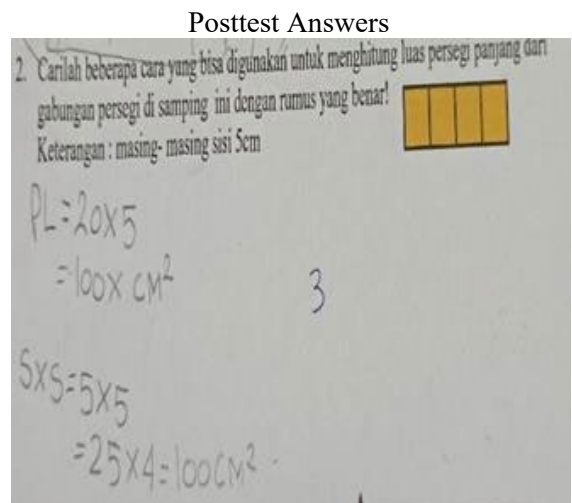 Posttest Answers
2. Carilah beberapa cara yang bisa digunakan untuk menghitung luas persegi panjang dari
gabungan persegi di samping ini dengan rumus yang benar!
Keterangan : masing- masing sisi 5cm
PL=20x5
=100x cm²
3
SxS=5x5
=25x4=100cm²